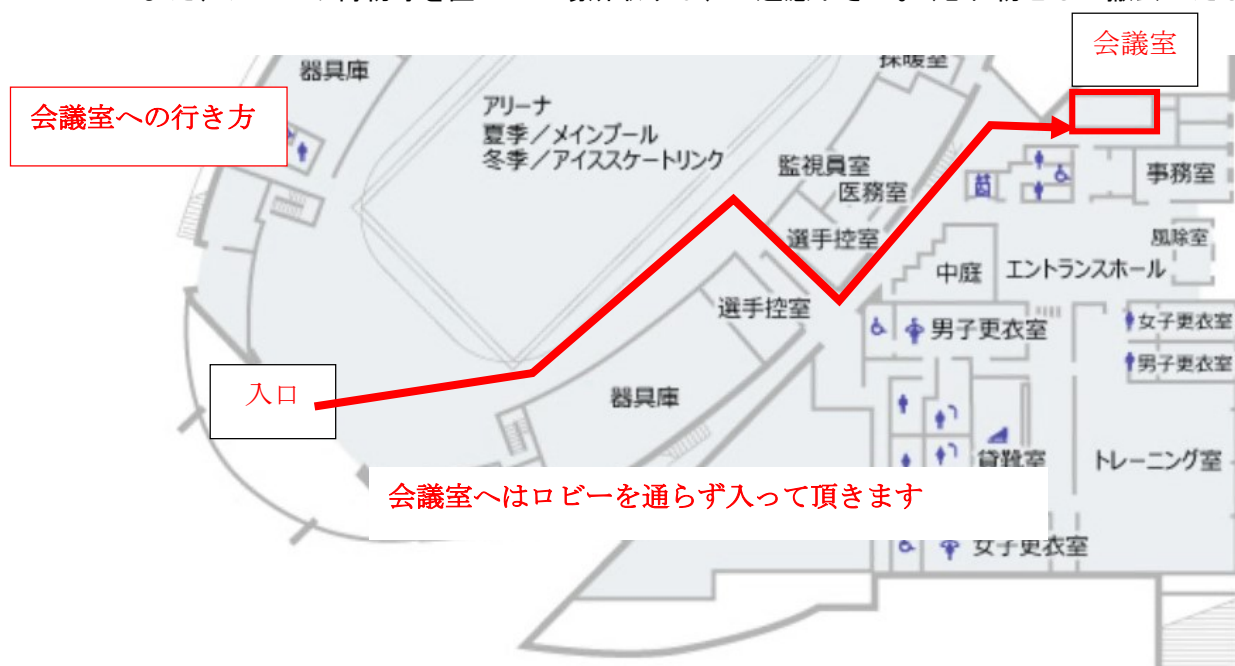 会議室
器具庫
採暖室
会議室への行き方
アリーナ
夏季／メインプール
冬季／アイススケートリンク
監視員室
医務室
事務室
選手控室
風除室
中庭
エントランスホール
選手控室
男子更衣室
女子更衣室
男子更衣室
入口
器具庫
貸靴室
トレーニング室
会議室へはロビーを通らず入って頂きます
女子更衣室